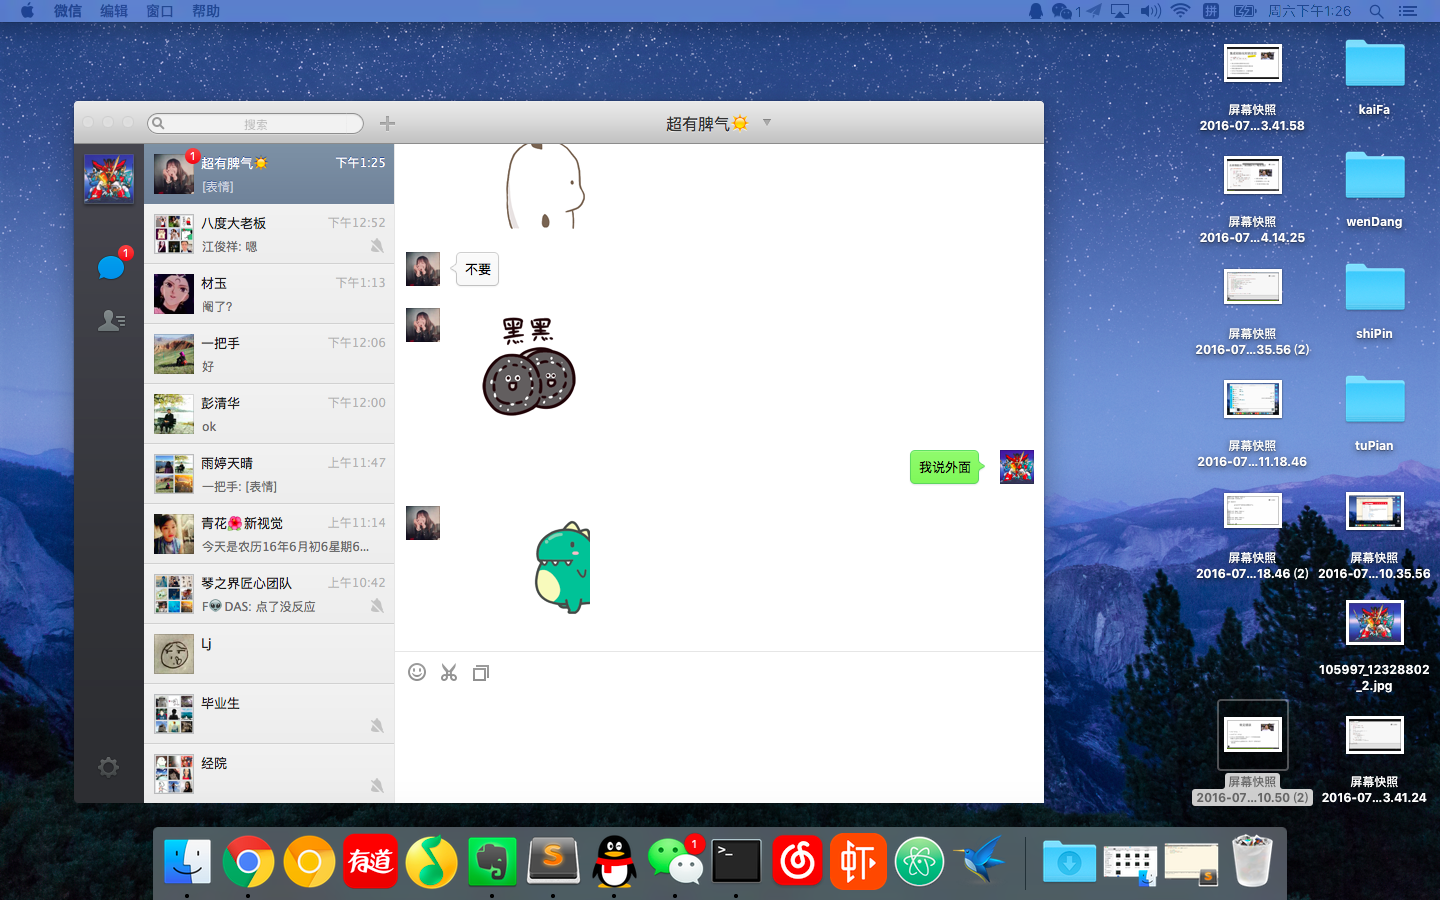 微信 编辑 窗口 帮助
1 拼 周六下午1:26
搜索
超有脾气
1
1
超有脾气 下午1:25
[表情]
八度大老板 下午12:52
江俊祥: 嗯
材玉 下午1:13
阉了?
一把手 下午12:06
好
彭清华 下午12:00
ok
雨婷天晴 上午11:47
一把手: [表情]
青花🌺新视觉 上午11:14
今天是农历16年6月初6星期6...
琴之界匠心团队 上午10:42
F👽DAS: 点了没反应
Lj
毕业生
经院
不要
黑黑
我说外面
屏幕快照
2016-07...3.41.58
kaiFa
屏幕快照
2016-07...4.14.25
wenDang
屏幕快照
2016-07...35.56 (2)
shiPin
屏幕快照
2016-07...11.18.46
tuPian
屏幕快照
2016-07...18.46 (2)
屏幕快照
2016-07...10.35.56
105997_12328802
_2.jpg
屏幕快照
2016-07...10.50 (2)
屏幕快照
2016-07...3.41.24
有道
S
1
>_
虾
S